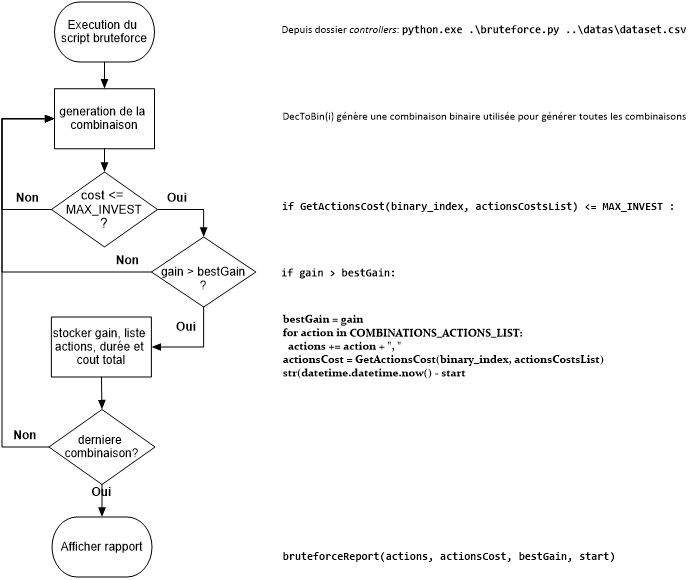 Execution du
script bruteforce
Depuis dossier controllers: python.exe .\bruteforce.py ..\datas\dataset.csv
generation de la
combinaison
DecToBin(i) génère une combinaison binaire utilisée pour générer toutes les combinaisons
Non
cost <=
MAX_INVEST
?
Oui
if GetActionsCost(binary_index, actionsCostsList) <= MAX_INVEST :
Non
gain > bestGain
?
if gain > bestGain:
Oui
stocker gain, liste
actions, durée et
cout total
bestGain = gain
for action in COMBINATIONS_ACTIONS_LIST:
actions += action + ", "
actionsCost = GetActionsCost(binary_index, actionsCostsList)
str(datetime.datetime.now() - start
Non
derniere
combinaison?
Oui
Afficher rapport
bruteforceReport(actions, actionsCost, bestGain, start)